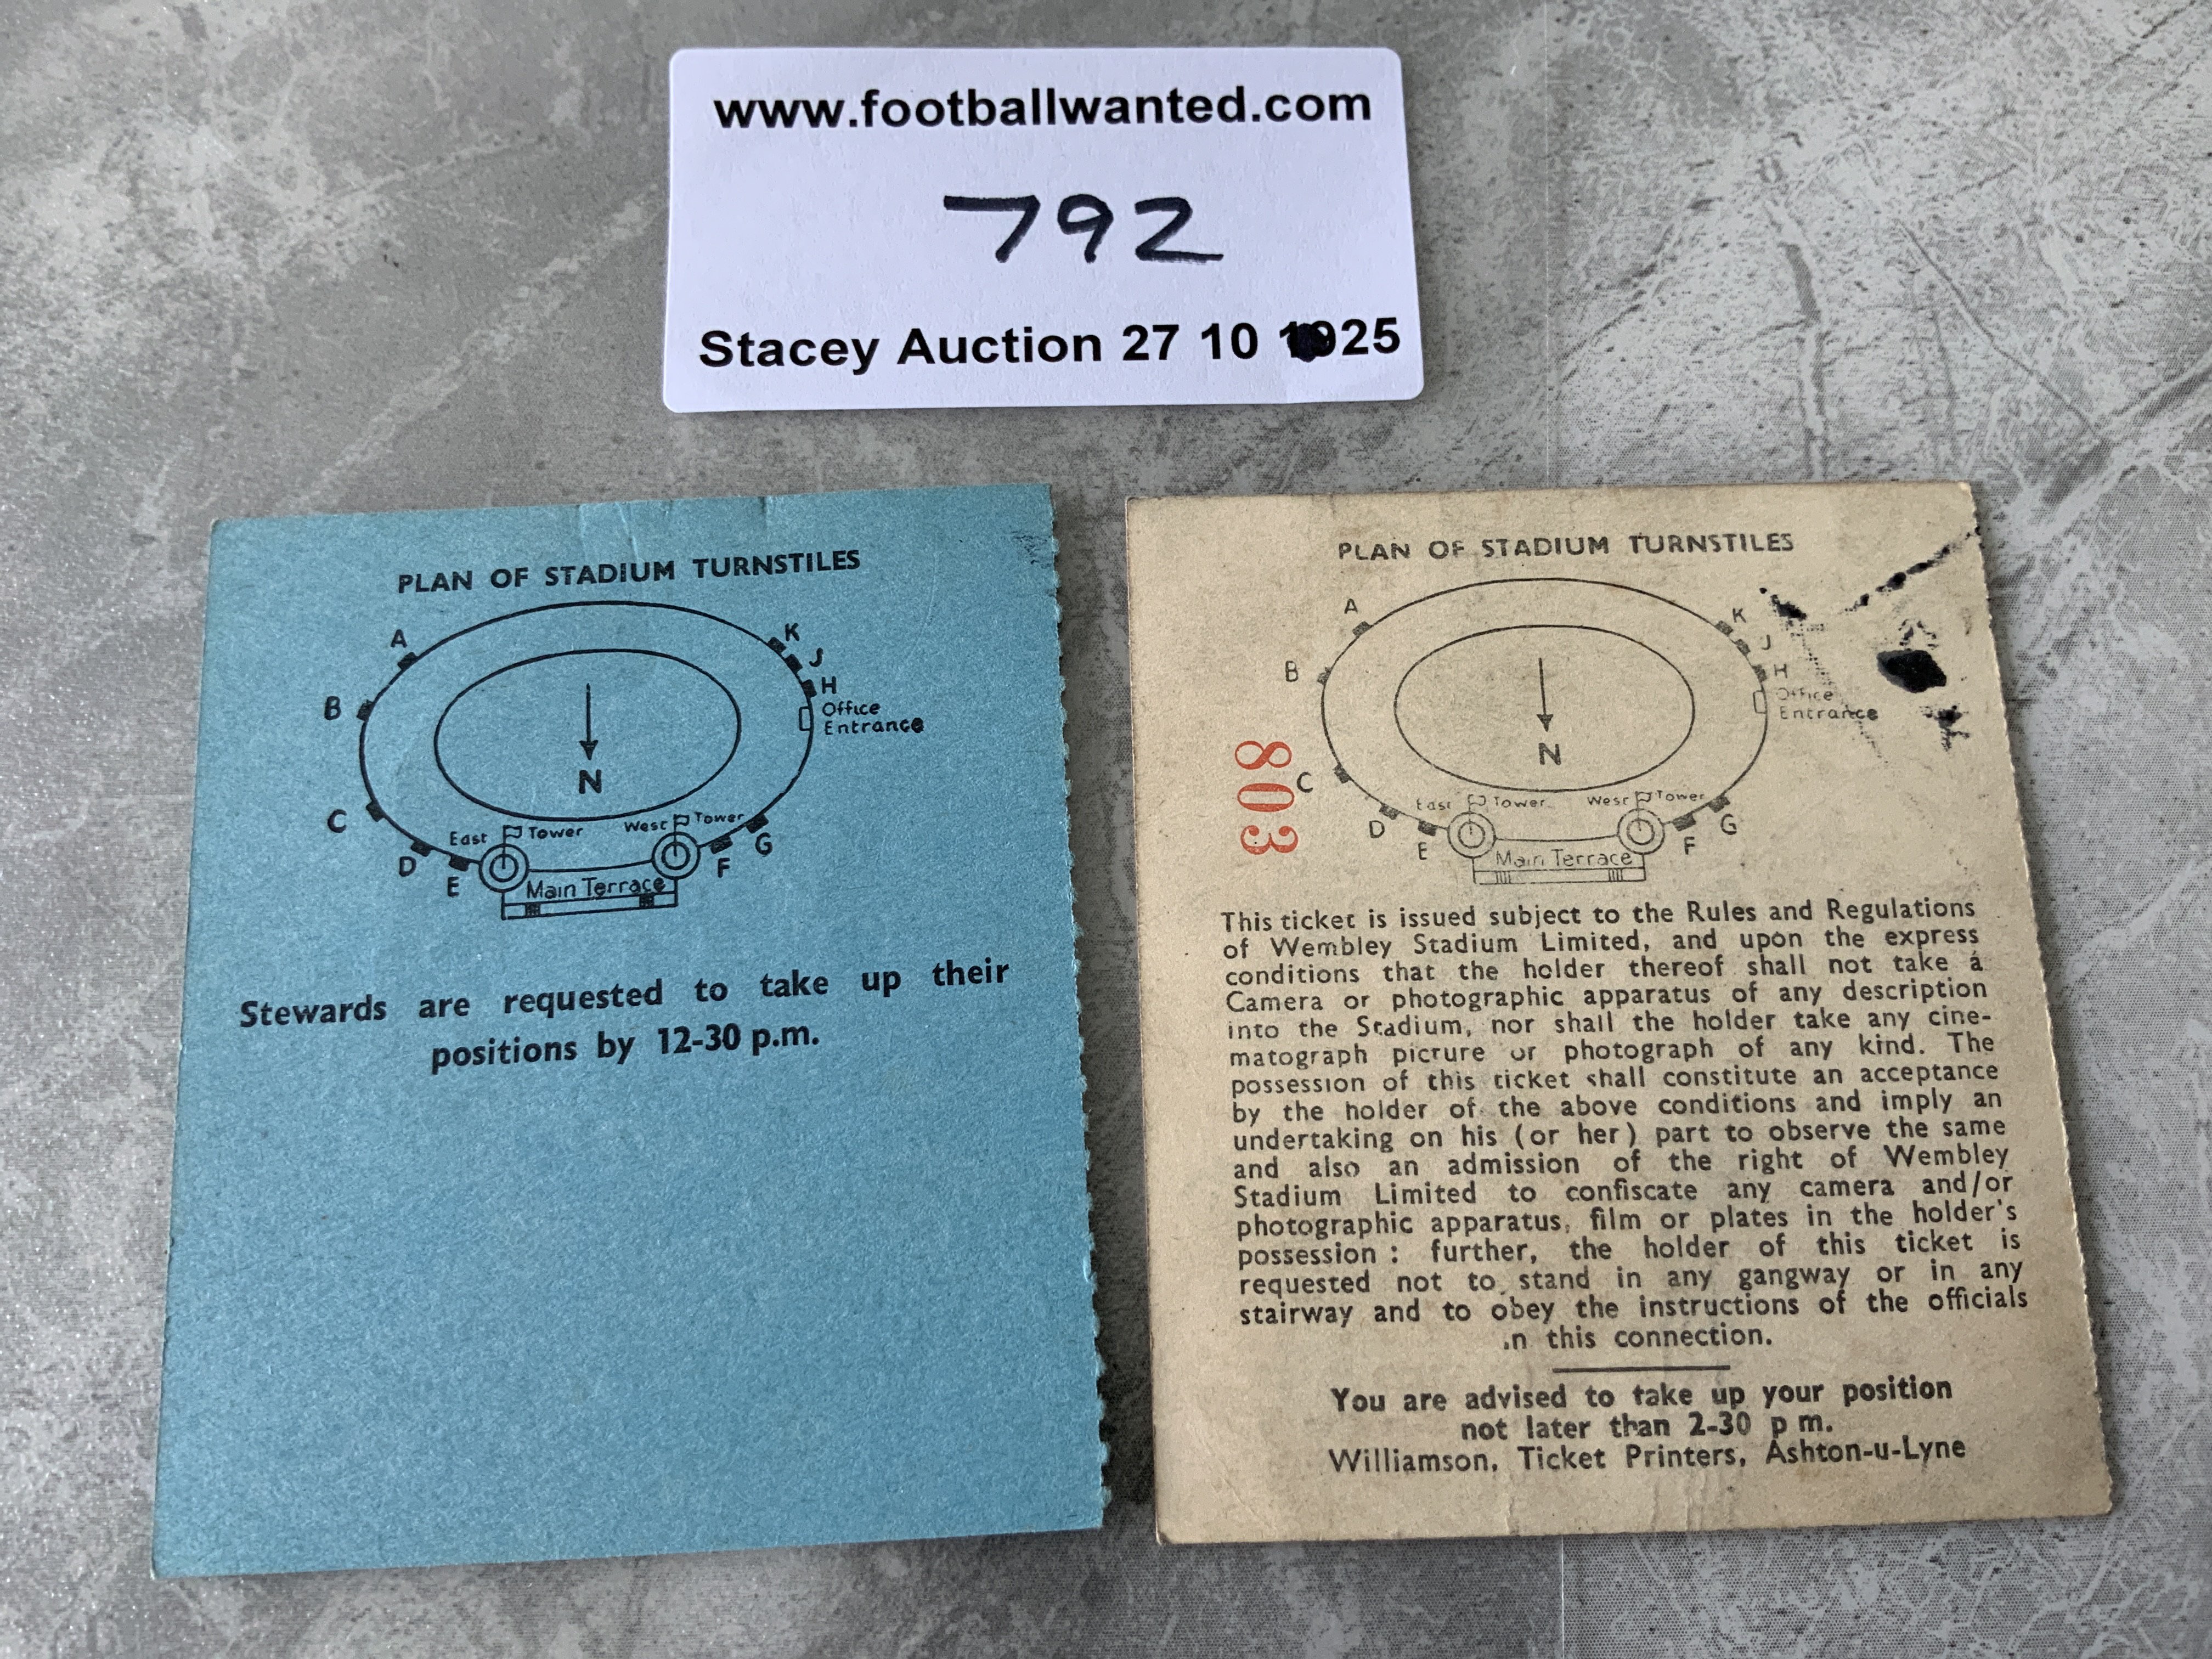 www.footballwanted.com
792
Stacey Auction 27 10 1925
PLAN OF STADIUM TURNSTILES
A
K
J
B
H
Office
Entrance
N
C
East Tower
West Tower
D
E
F
G
Main Terrace
Stewards are requested to take up their
positions by 12-30 p.m.
PLAN OF STADIUM TURNSTILES
A
K
J
B
H
Office
Entrance
N
803
C
East Tower
West Tower
D
E
F
G
Main Terrace
This ticket is issued subject to the Rules and Regulations
of Wembley Stadium Limited, and upon the express
conditions that the holder thereof shall not take a
Camera or photographic apparatus of any description
into the Stadium, nor shall the holder take any cine-
matograph picture or photograph of any kind. The
possession of this ticket shall constitute an acceptance
by the holder of the above conditions and imply an
undertaking on his (or her) part to observe the same
and also an admission of the right of Wembley
Stadium Limited to confiscate any camera and/or
photographic apparatus, film or plates in the holder's
possession : further, the holder of this ticket is
requested not to stand in any gangway or in any
stairway and to obey the instructions of the officials
in this connection.
You are advised to take up your position
not later than 2-30 p m.
Williamson, Ticket Printers, Ashton-u-Lyne